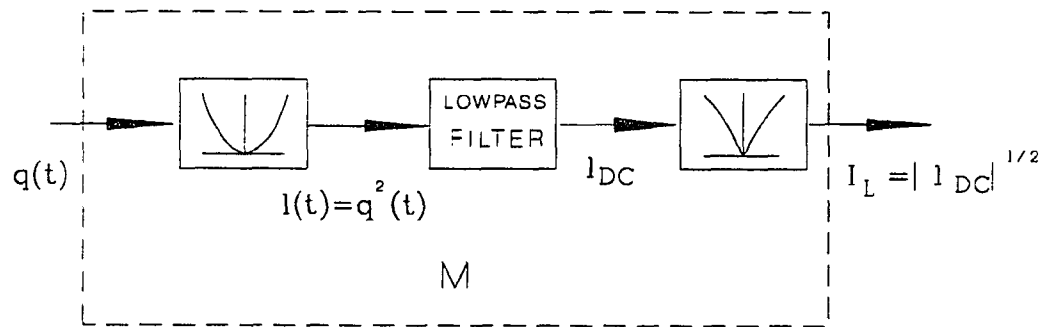 LOWPASS
FILTER
q(t)
l(t)=q²(t)
l_DC
I_L =| l_DC|^1/2
M